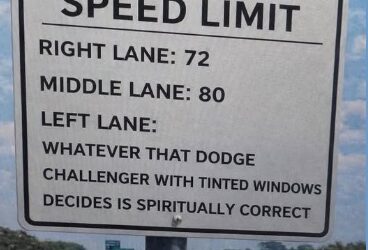 SPEED LIMIT
RIGHT LANE: 72
MIDDLE LANE: 80
LEFT LANE:
WHATEVER THAT DODGE
CHALLENGER WITH TINTED WINDOWS
DECIDES IS SPIRITUALLY CORRECT